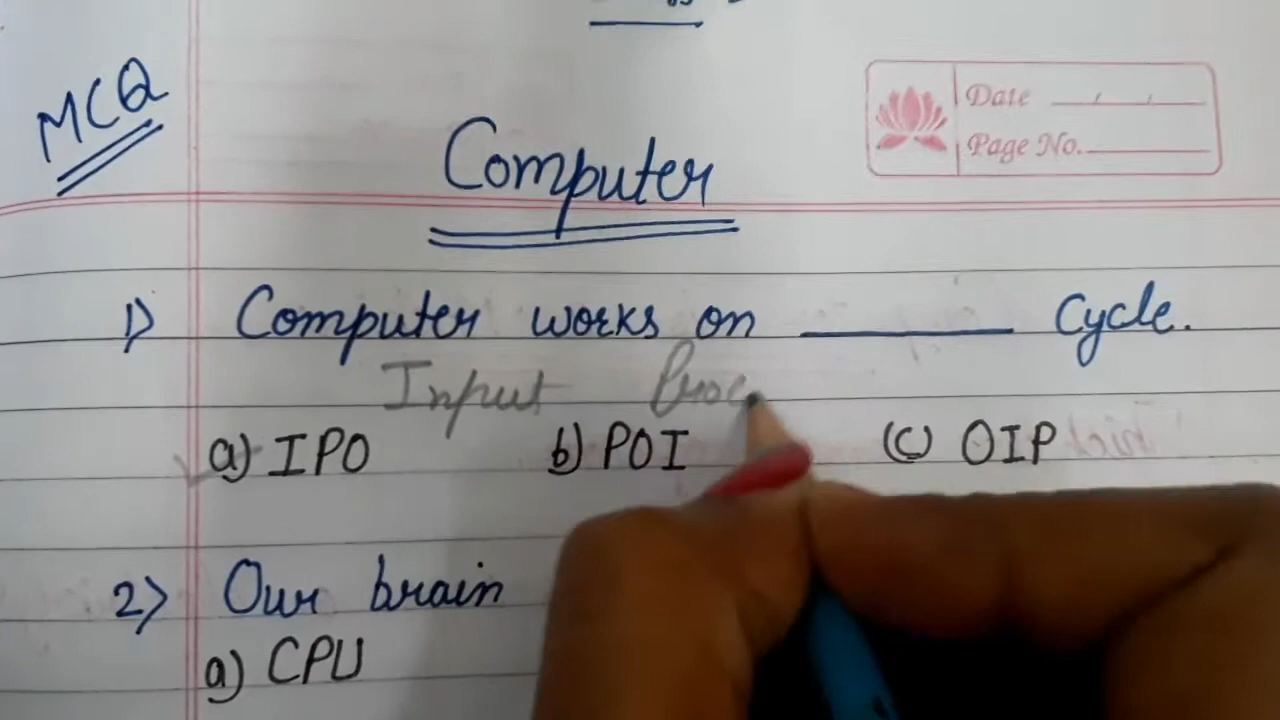 MCQ
Date
Page No.
Computer
1) Computer works on ______ Cycle.
Input Proc
a) IPO b) POI (c) OIP
2) Our brain
a) CPU